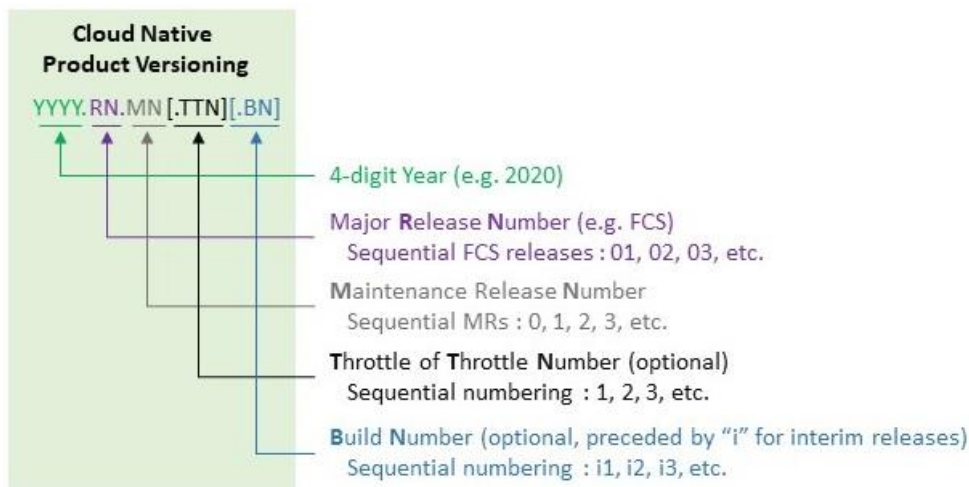 Cloud Native
Product Versioning
YYYY.RN.MN[.TTN][.BN]
4-digit Year (e.g. 2020)
Major Release Number (e.g. FCS)
Sequential FCS releases : 01, 02, 03, etc.
Maintenance Release Number
Sequential MRs : 0, 1, 2, 3, etc.
Throttle of Throttle Number (optional)
Sequential numbering : 1, 2, 3, etc.
Build Number (optional, preceded by “i” for interim releases)
Sequential numbering : i1, i2, i3, etc.